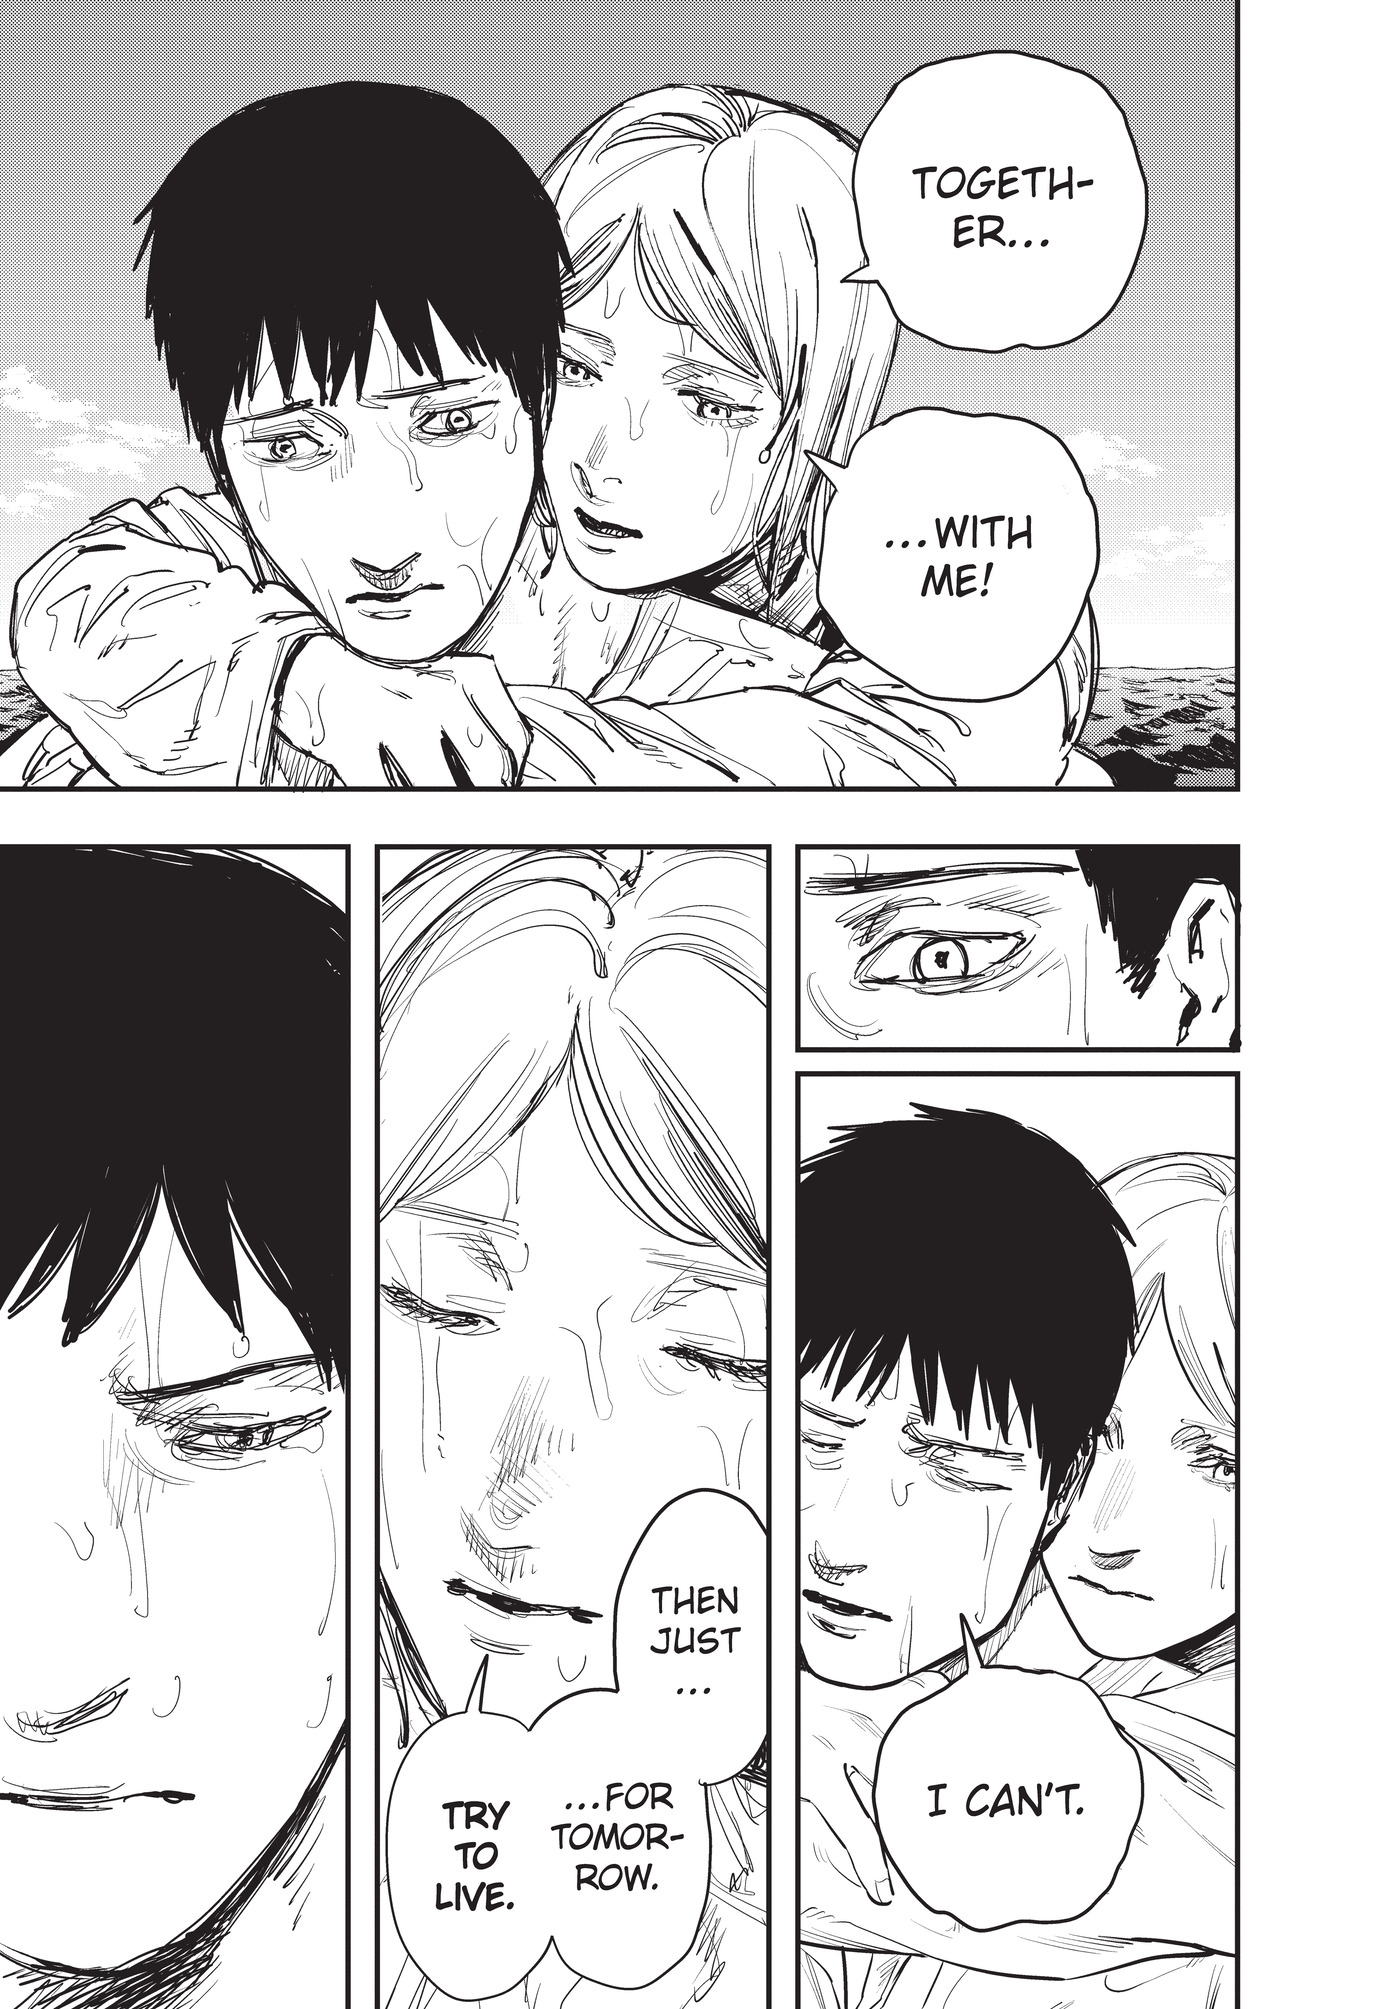 TOGETH-
ER...
...WITH
ME!
I CAN'T.
THEN
JUST
...
...FOR
TOMOR-
ROW.
TRY
TO
LIVE.